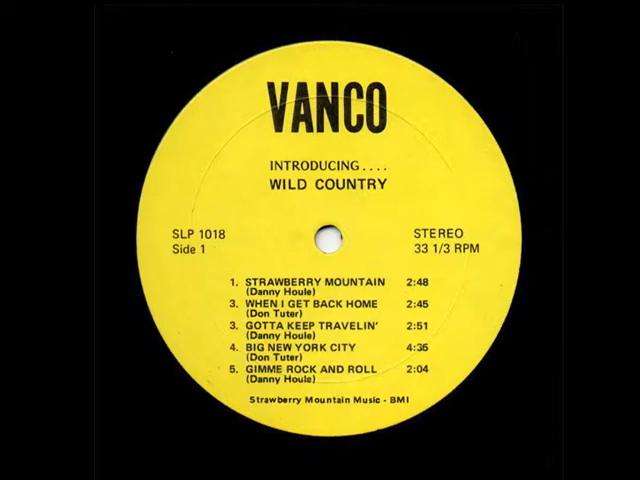 VANCO
INTRODUCING....
WILD COUNTRY
SLP 1018
Side 1
STEREO
33 1/3 RPM
1. STRAWBERRY MOUNTAIN 2:48
(Danny Houle)
3. WHEN I GET BACK HOME 2:45
(Don Tuter)
3. GOTTA KEEP TRAVELIN' 2:51
(Danny Houle)
4. BIG NEW YORK CITY 4:35
(Don Tuter)
5. GIMME ROCK AND ROLL 2:04
(Danny Houle)
Strawberry Mountain Music - BMI